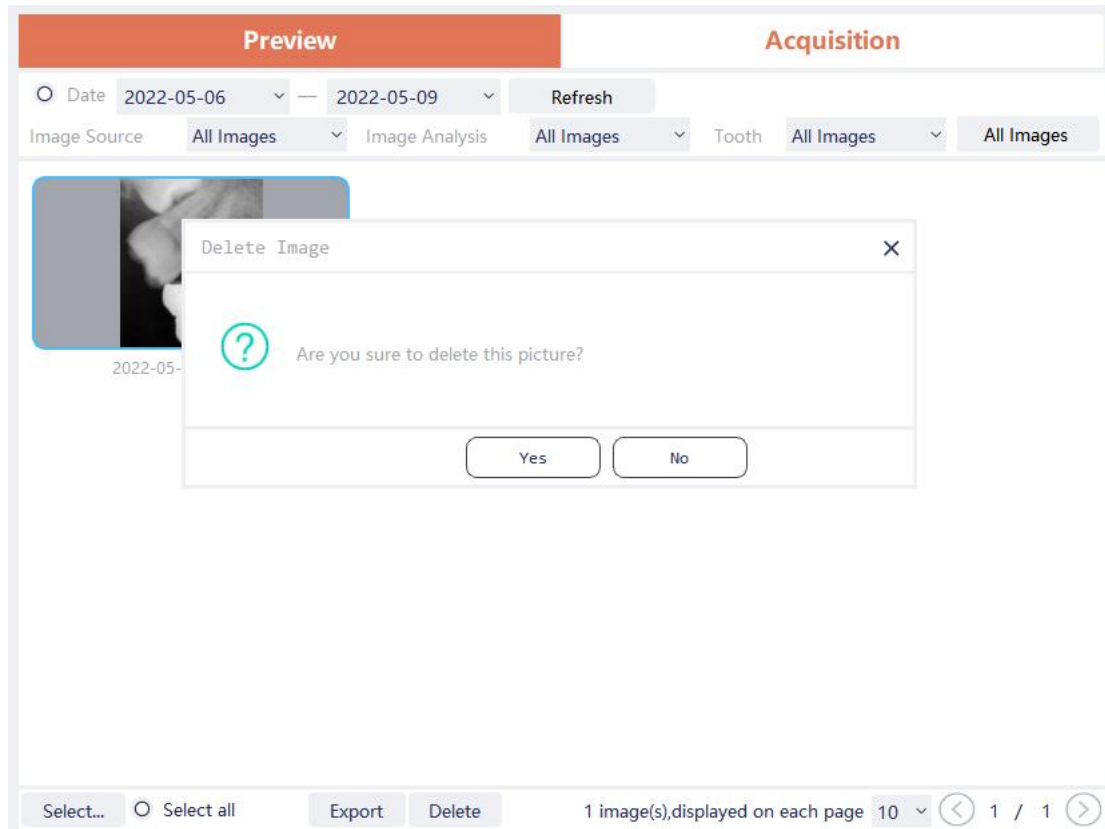 Preview Acquisition
Date 2022-05-06 — 2022-05-09 Refresh
Image Source All Images Image Analysis All Images Tooth All Images All Images
Delete Image
Are you sure to delete this picture?
2022-05-
Yes No
Select... Select all Export Delete 1 image(s),displayed on each page 10 1 / 1